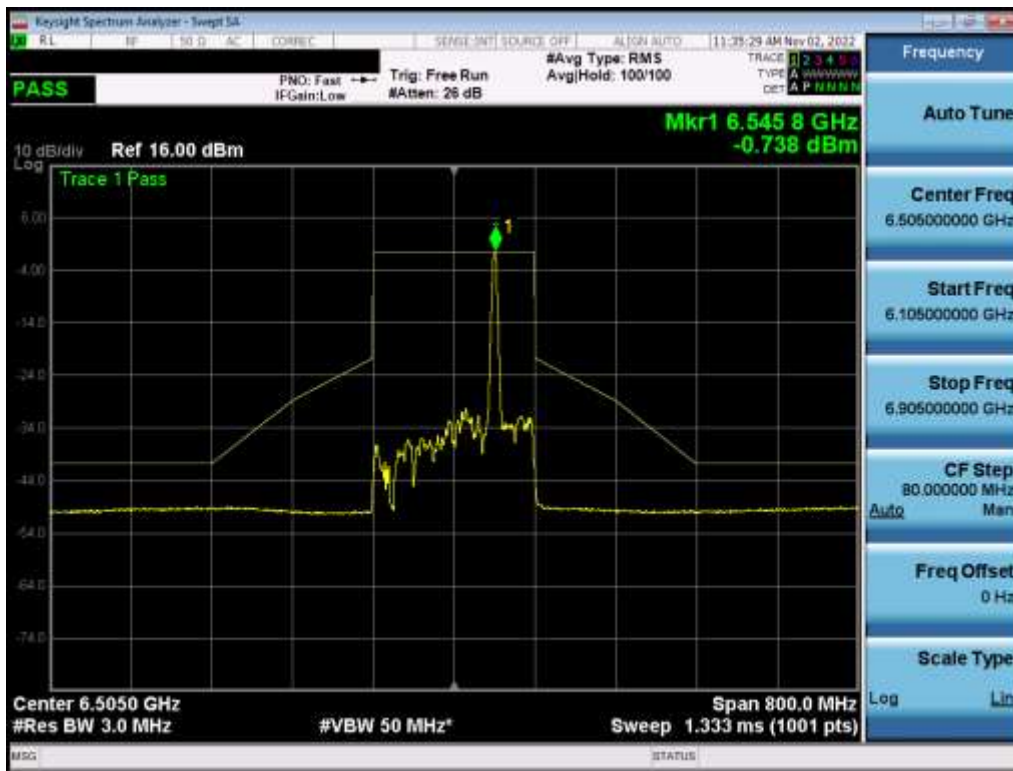 Keysight Spectrum Analyzer - Swept SA
RL RF 50 Ω AC CORREC SENSE:INT SOURCE OFF ALIGN AUTO 11:35:29 AM Nov 02, 2022
PASS
PNO: Fast
IFGain:Low
Trig: Free Run
#Atten: 26 dB
#Avg Type: RMS
Avg|Hold: 100/100
TRACE 1 2 3 4 5 6
TYPE A WWWWW
DET A P N N N N
Mkr1 6.545 8 GHz
-0.738 dBm
10 dB/div Ref 16.00 dBm
Log
Trace 1 Pass
1
6.00
-4.00
-14.0
-24.0
-34.0
-44.0
-54.0
-64.0
-74.0
Center 6.5050 GHz
Span 800.0 MHz
#Res BW 3.0 MHz
#VBW 50 MHz*
Sweep 1.333 ms (1001 pts)
MSG
STATUS
Frequency
Auto Tune
Center Freq
6.505000000 GHz
Start Freq
6.105000000 GHz
Stop Freq
6.905000000 GHz
CF Step
80.000000 MHz
Auto Man
Freq Offset
0 Hz
Scale Type
Log Lin